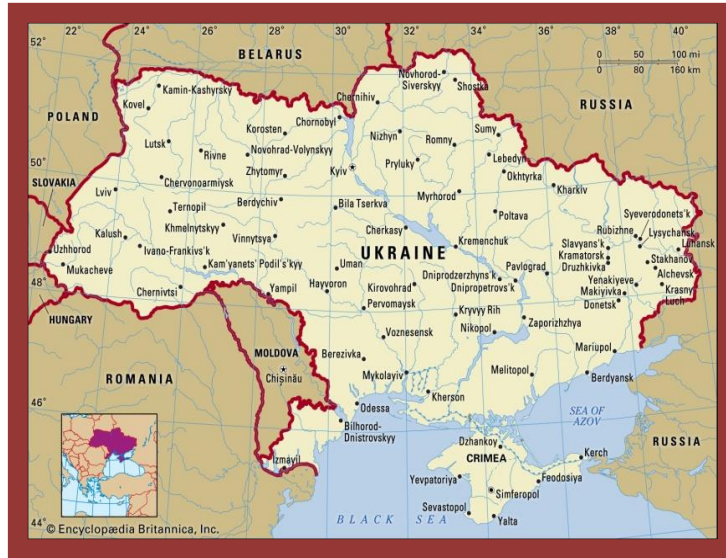 22° 24° 26° 28° 30° 32° 34° 36° 38° 40°
52°
BELARUS
0 50 100 mi
0 80 160 km
Novhorod-
Siverskyy
Shostka
Kamin-Kashyrsky
Chernihiv
Kovel
RUSSIA
Chornobyl
POLAND
Korosten
Nizhyn
Romny
Sumy
Lutsk
Rivne
Novohrad-Volynskyy
Lebedyn
50°
50
Pryluky
Okhtyrka
Zhytomyr
Kyiv
SLOVAKIA
Chervonoarmiysk
Kharkiv
Lviv
Berdychiv
Bila Tserkva
Myrhorod
Ternopil
Poltava
Syeverodonets'k
Kalush
Khmelnytskyy
Cherkasy
Rubizhne
Lysychansk
Vinnytsya
Slavyans'k
Luhansk
Uzhhorod
Ivano-Frankivs'k
UKRAINE
Kremenchuk
Kramatorsk
Stakhanov
Mukacheve
Kam'yanets' Podil's'kyy
Uman
Dniprodzerzhyns'k
Pavlograd
Druzhkivka
Alchevsk
48°
48
Chernivtsi
Yampil
Hayvoron
Kirovohrad
Dnipropetrovs'k
Yenakiyeve
Krasny
Luch
Pervomaysk
Makiyivka
HUNGARY
Kryvyy Rih
Zaporizhzhya
Donetsk
Voznesensk
Nikopol
MOLDOVA
Berezivka
Mariupol
ROMANIA
Chișinău
Mykolayiv
Melitopol
Berdyansk
Kherson
46°
46°
Odessa
SEA OF
AZOV
Bilhorod-
Dnistrovskyy
Dzhankoy
RUSSIA
CRIMEA
Kerch
Izmayil
Yevpatoriya
Feodosiya
Simferopol
Sevastopol
Yalta
BLACK SEA
44°
44°
© Encyclopædia Britannica, Inc.